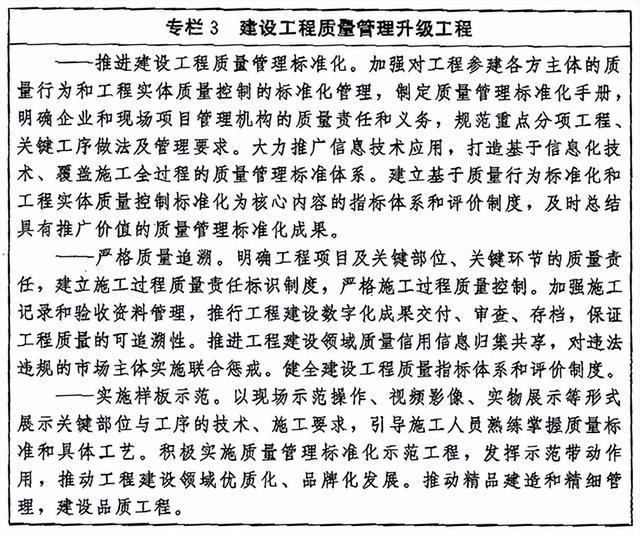 专栏 3 建设工程质量管理升级工程
——推进建设工程质量管理标准化。加强对工程参建各方主体的质
量行为和工程实体质量控制的标准化管理，制定质量管理标准化手册，
明确企业和现场项目管理机构的质量责任和义务，规范重点分项工程、
关键工序做法及管理要求。大力推广信息技术应用，打造基于信息化技
术、覆盖施工全过程的质量管理标准体系。建立基于质量行为标准化和
工程实体质量控制标准化为核心内容的指标体系和评价制度，及时总结
具有推广价值的质量管理标准化成果。
——严格质量追溯。明确工程项目及关键部位、关键环节的质量责
任，建立施工过程质量责任标识制度，严格施工过程质量控制。加强施工
记录和验收资料管理，推行工程建设数字化成果交付、审查、存档，保证
工程质量的可追溯性。推进工程建设领域质量信用信息归集共享，对违法
违规的市场主体实施联合惩戒。健全建设工程质量指标体系和评价制度。
——实施样板示范。以现场示范操作、视频影像、实物展示等形式
展示关键部位与工序的技术、施工要求，引导施工人员熟练掌握质量标
准和具体工艺。积极实施质量管理标准化示范工程，发挥示范带动作
用，推动工程建设领域优质化、品牌化发展。推动精品建造和精细管
理，建设品质工程。